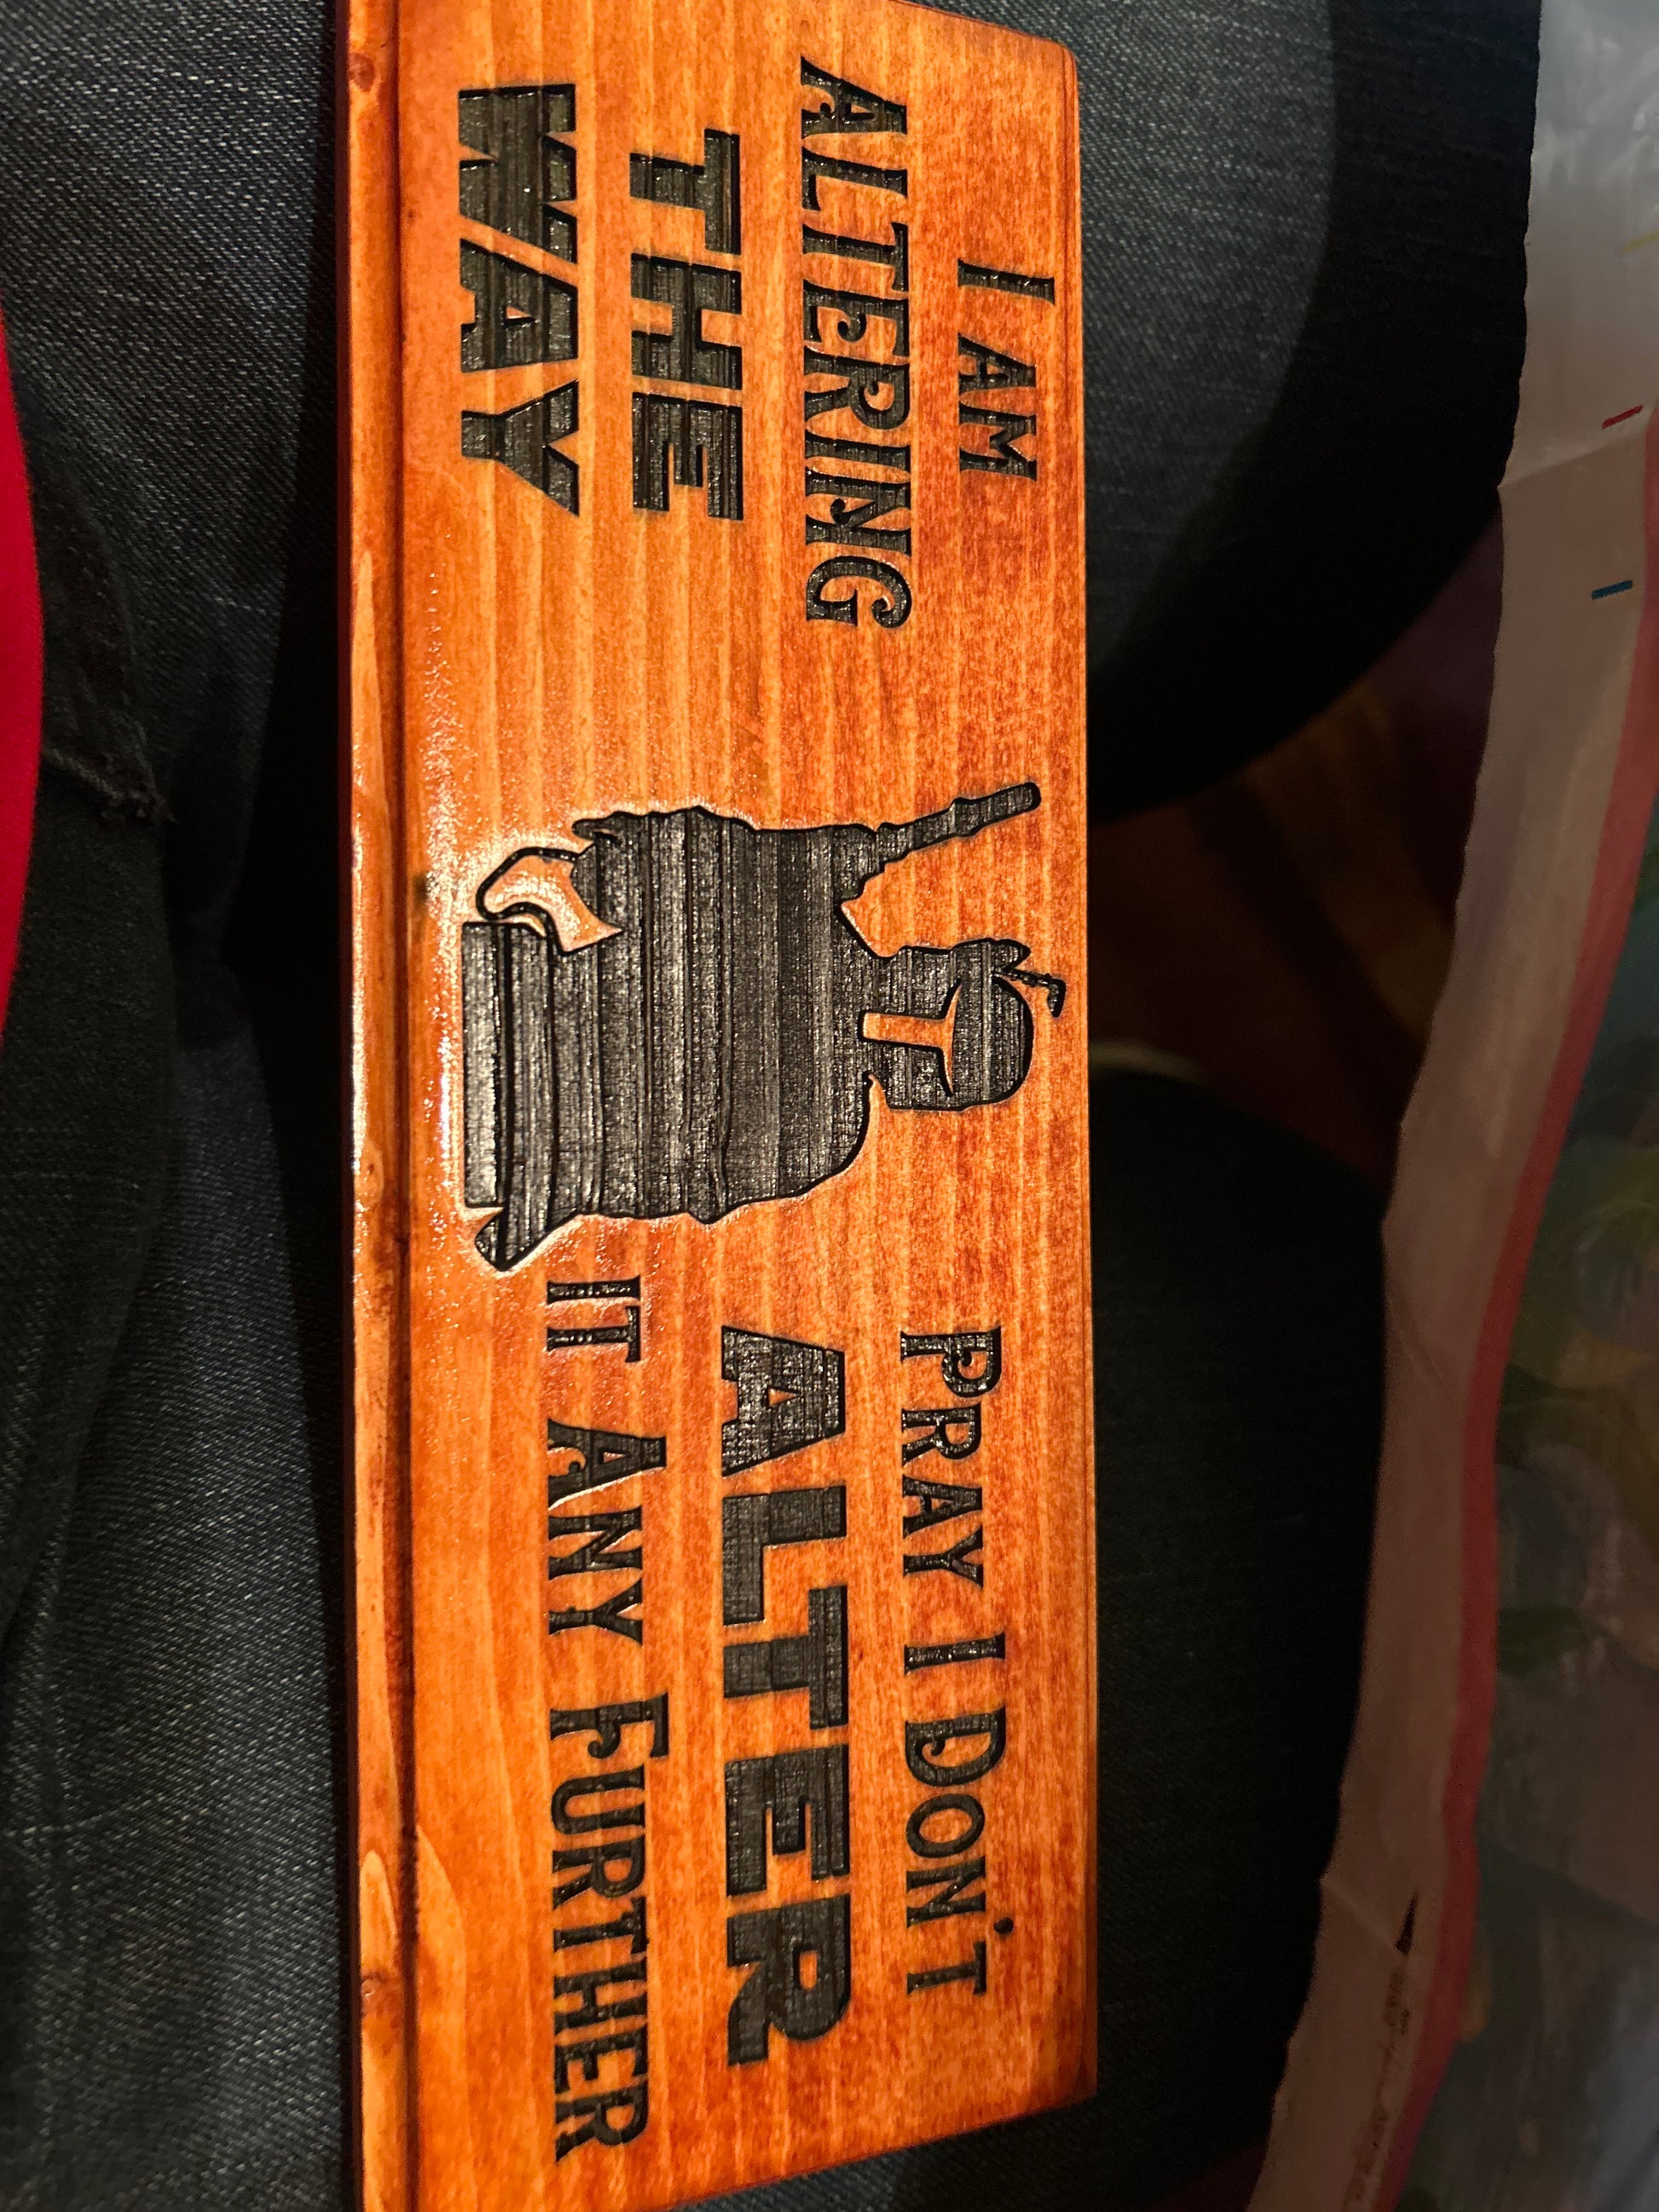 I AM
ALTERING
THE
WAY
PRAY I DON'T
ALTER
IT ANY FURTHER